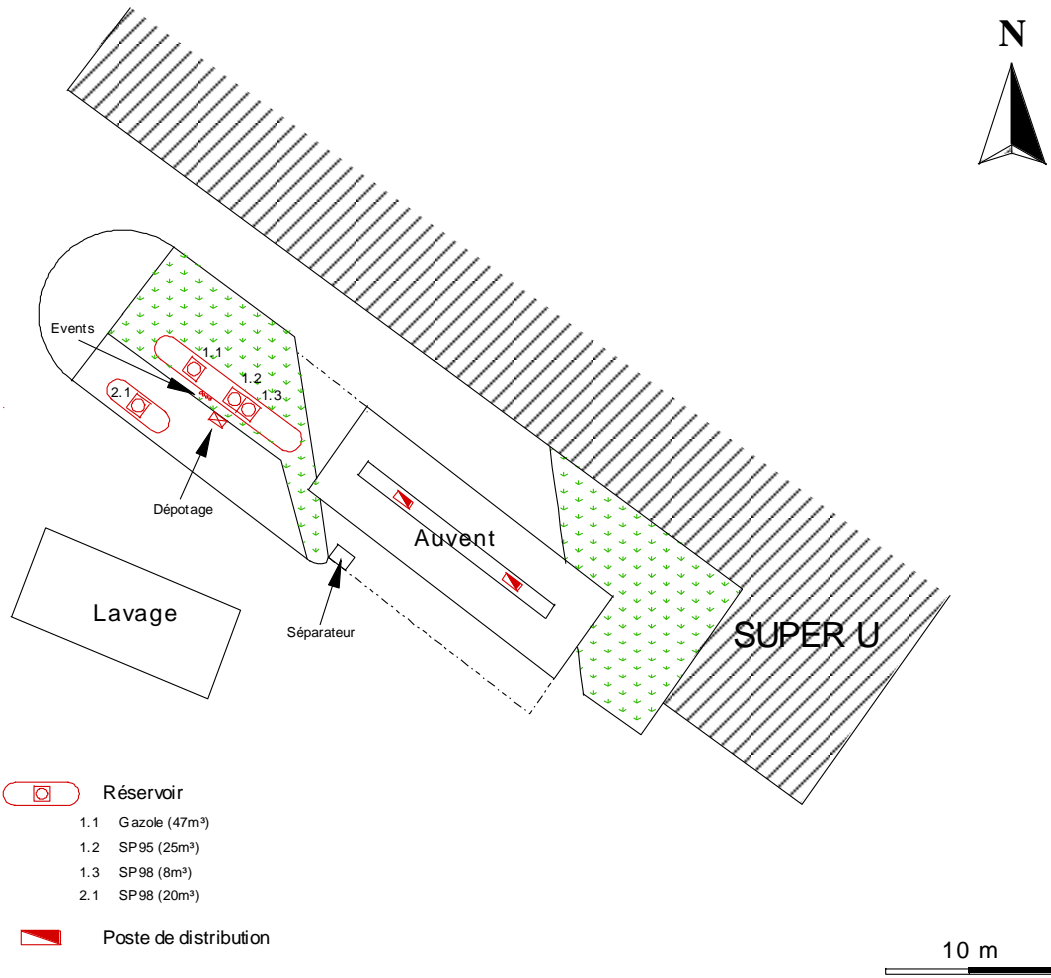 N
Events
1.1
1.2
1.3
2.1
Dépotage
Auvent
Lavage
Séparateur
SUPER U
Réservoir
1.1 Gazole (47m³)
1.2 SP95 (25m³)
1.3 SP98 (8m³)
2.1 SP98 (20m³)
Poste de distribution
10 m